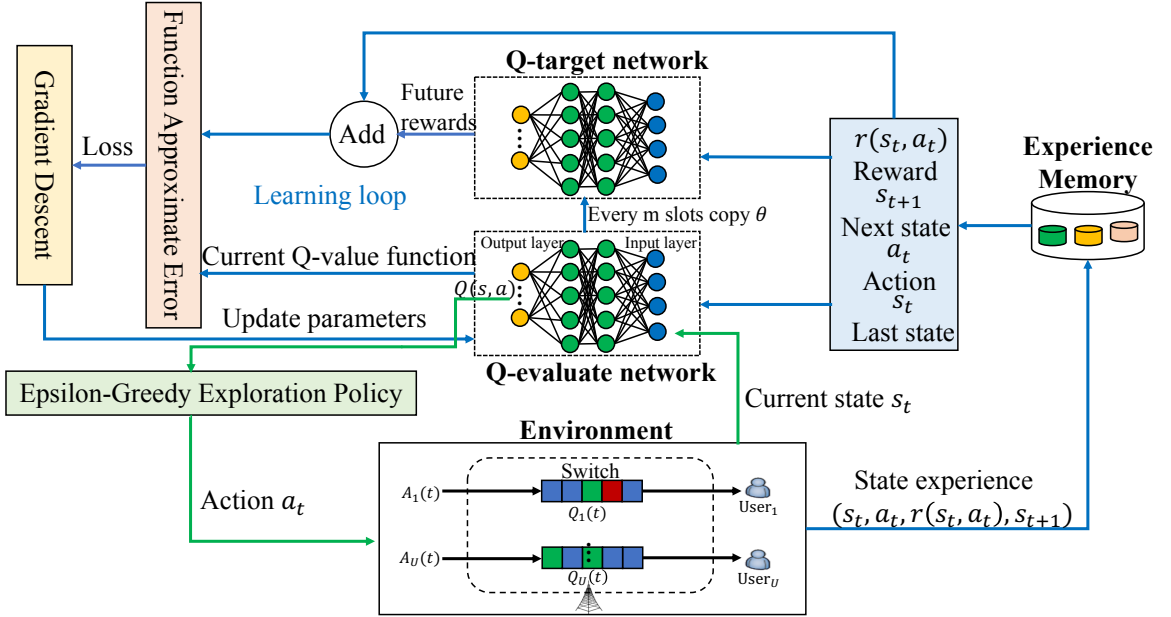 Gradient Descent
Loss
Function Approximate Error
Add
Learning loop
Future
rewards
Q-target network
Every m slots copy θ
Output layer
Input layer
Current Q-value function
Q(s,a)
Update parameters
Q-evaluate network
r(s_t, a_t)
Reward
s_{t+1}
Next state
a_t
Action
s_t
Last state
Experience
Memory
Epsilon-Greedy Exploration Policy
Current state s_t
Action a_t
Environment
Switch
A_1(t)
Q_1(t)
User_1
A_U(t)
Q_U(t)
User_U
State experience
(s_t, a_t, r(s_t, a_t), s_{t+1})